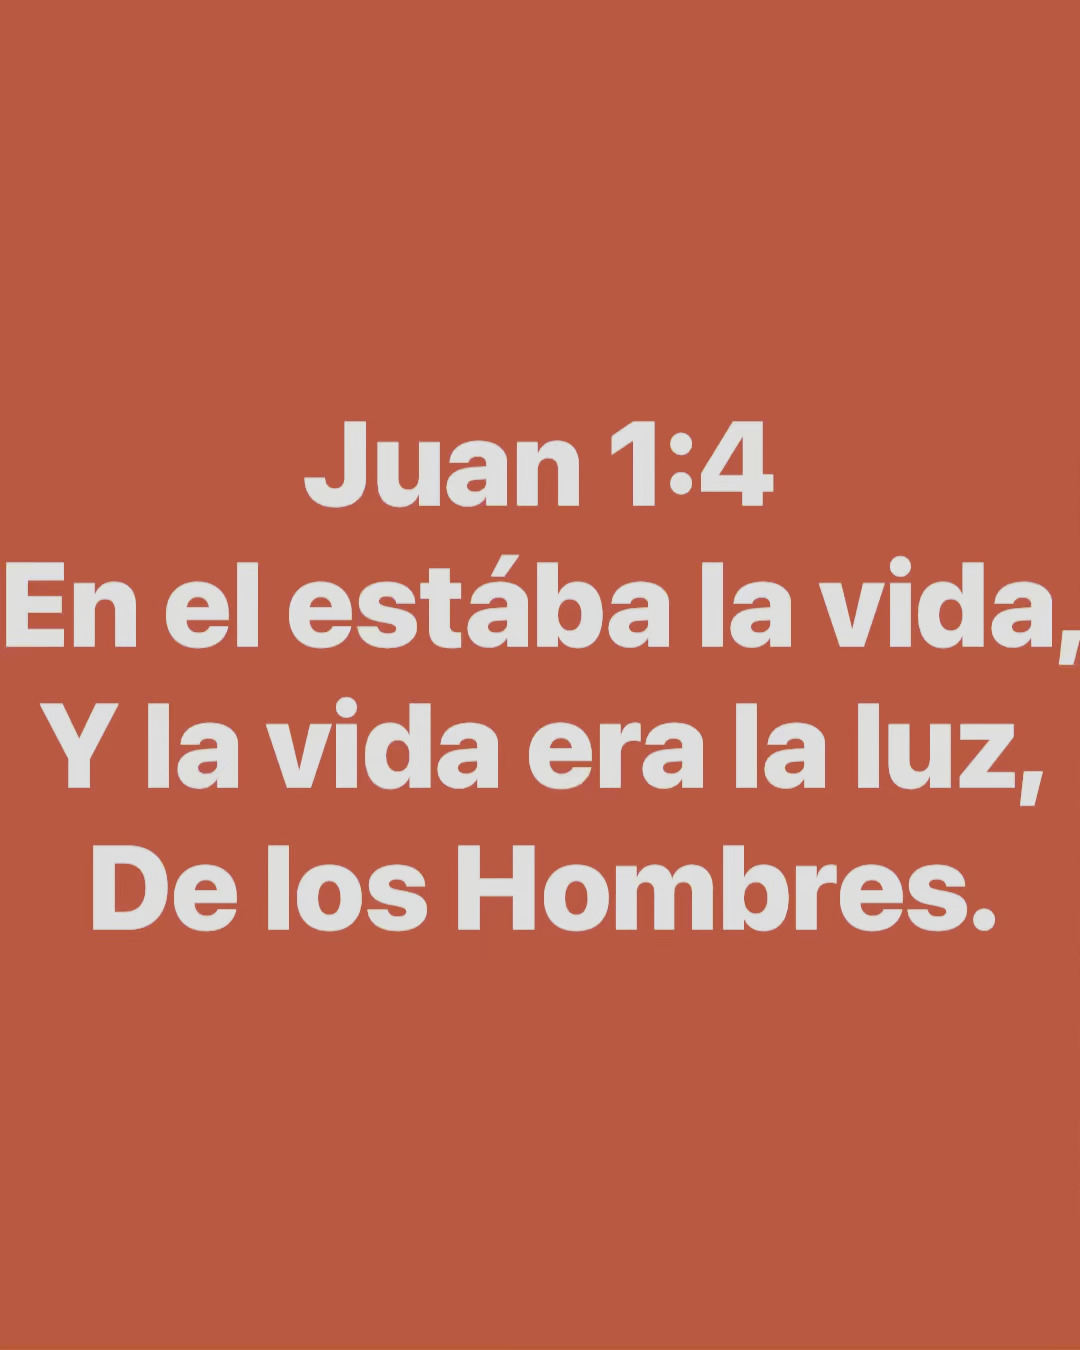 Juan 1:4
En el estába la vida,
Y la vida era la luz,
De los Hombres.